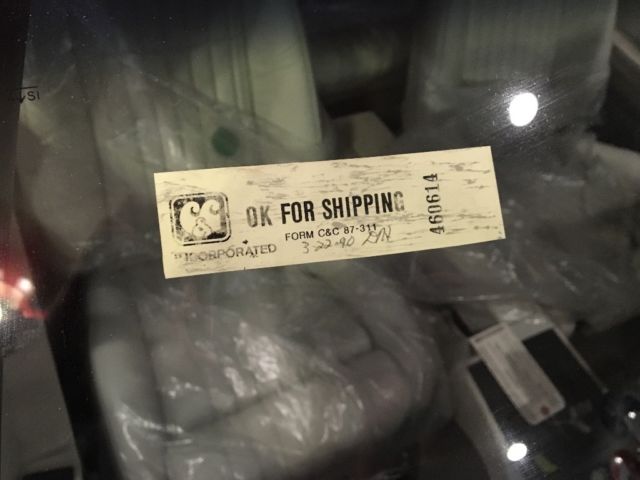 C&C
INCORPORATED
OK FOR SHIPPING
FORM C&C 87-311
3-22-90
460614